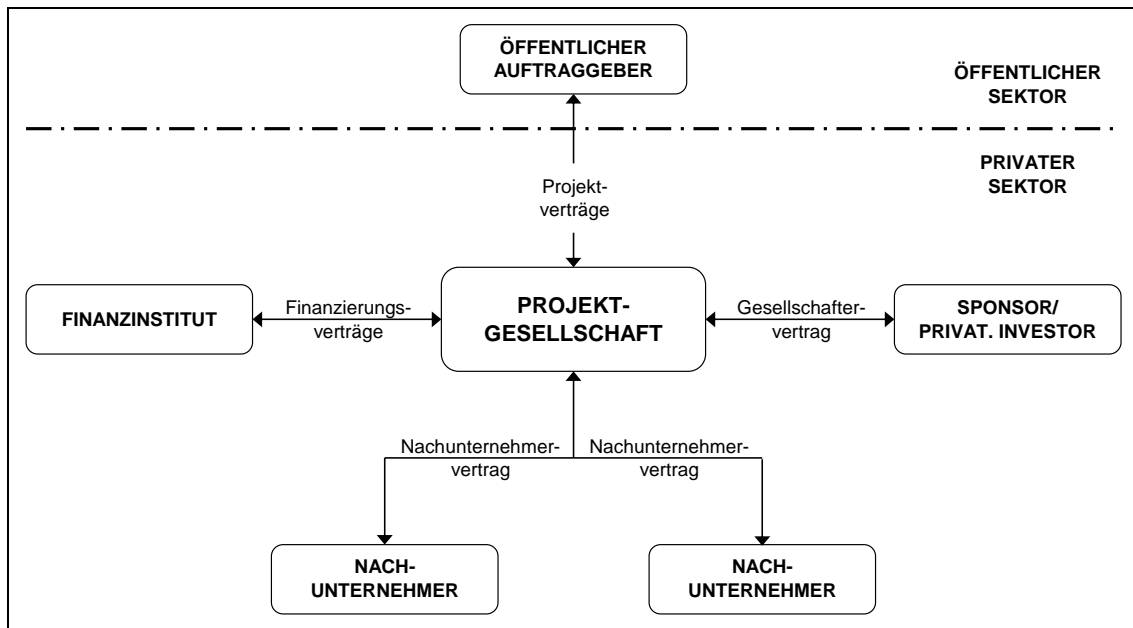 ÖFFENTLICHER
AUFTRAGGEBER
ÖFFENTLICHER
SEKTOR
PRIVATER
SEKTOR
Projekt-
verträge
FINANZINSTITUT
Finanzierungs-
verträge
PROJEKT-
GESELLSCHAFT
Gesellschafter-
vertrag
SPONSOR/
PRIVAT. INVESTOR
Nachunternehmer-
vertrag
Nachunternehmer-
vertrag
NACH-
UNTERNEHMER
NACH-
UNTERNEHMER